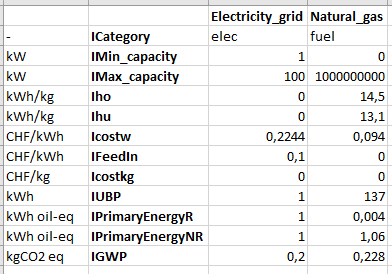 Electricity_grid Natural_gas
- ICategory elec fuel
kW IMin_capacity 1 0
kW IMax_capacity 100 1000000000
kWh/kg Iho 0 14,5
kWh/kg Ihu 0 13,1
CHF/kWh Icostw 0,2244 0,094
CHF/kWh IFeedIn 0,1 0
CHF/kg Icostkg 0 0
kWh IUBP 1 137
kWh oil-eq IPrimaryEnergyR 1 0,004
kWh oil-eq IPrimaryEnergyNR 1 1,06
kgCO2 eq IGWP 0,2 0,228